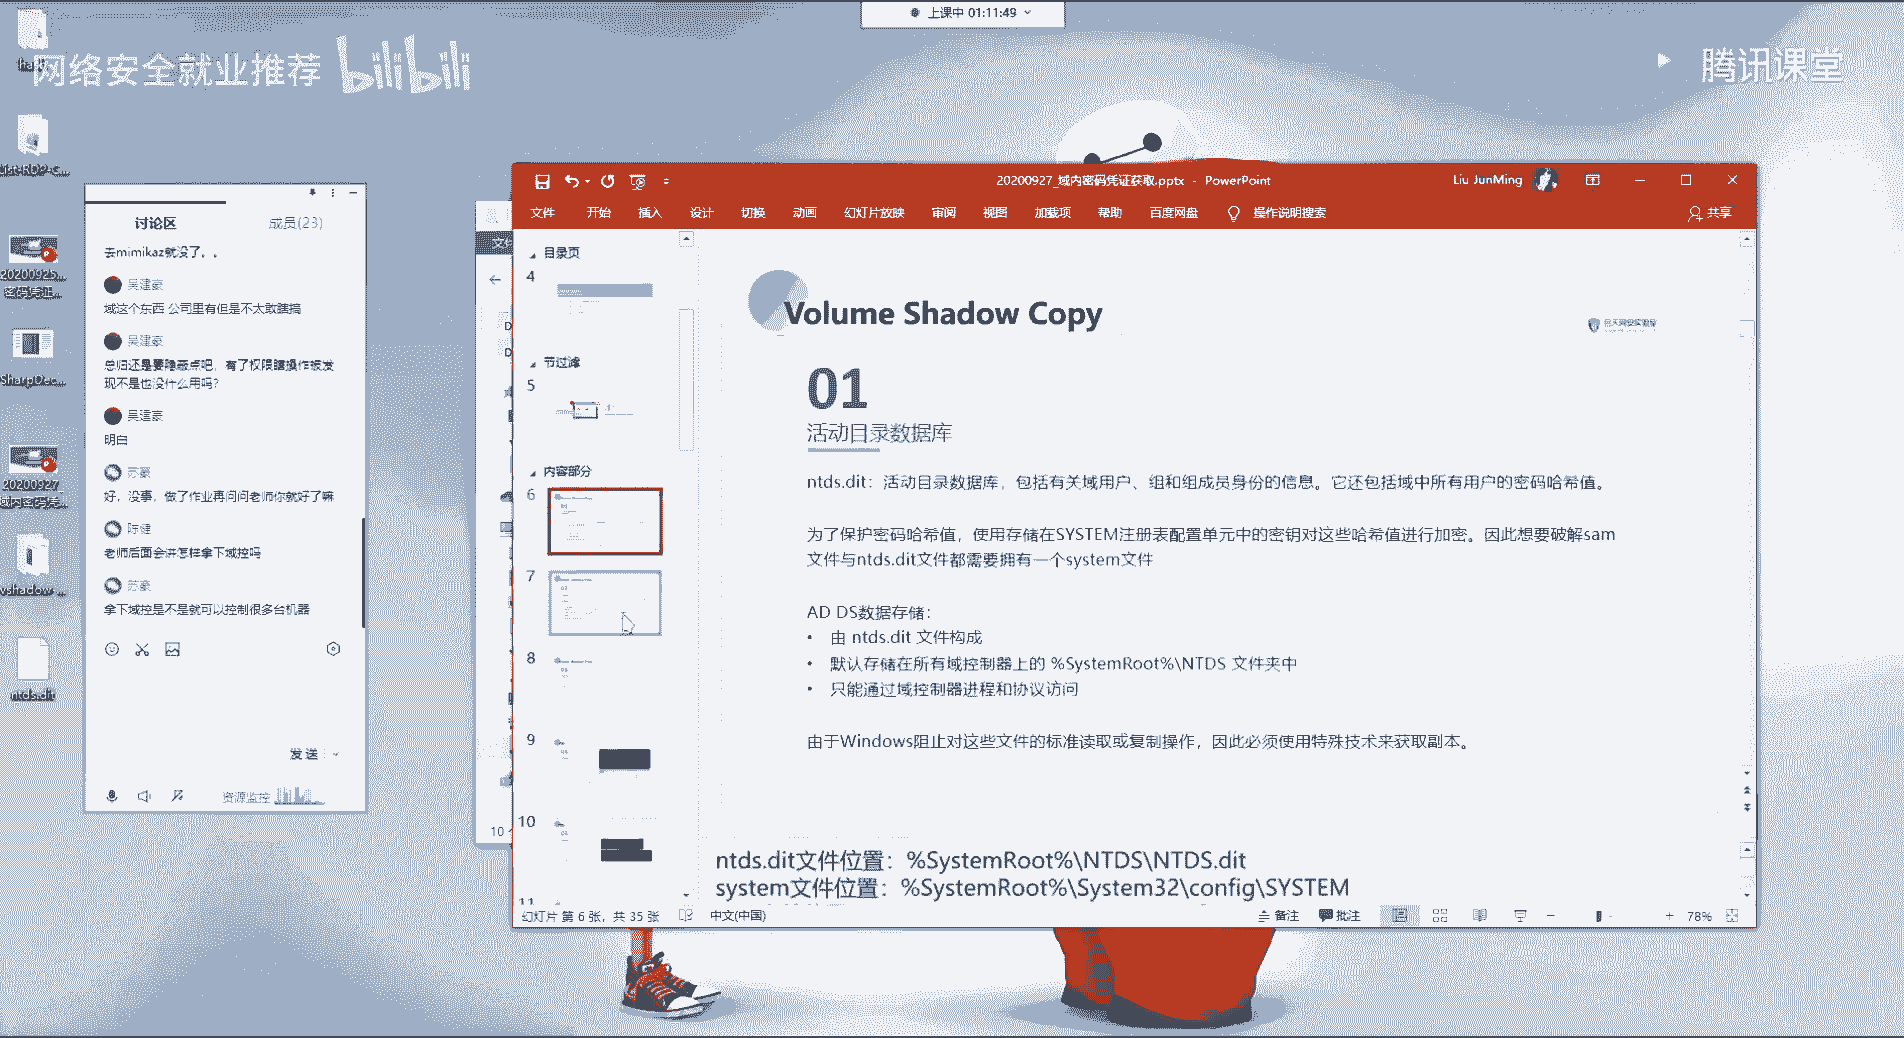 上课中 01:11:49
网络安全就业推荐 bilibili
腾讯课堂
20200925...
密码凭证...
SharpDec...
20200927
域内密码凭...
vshadow...
ntds.dit
讨论区
成员(23)
去mimikaz就没了。。
吴建豪
域这个东西 公司里有但是不太敢瞎搞
吴建豪
总归还是要隐蔽点吧，有了权限瞎操作被发
现不是也没什么用吗?
吴建豪
明白
苏豪
好，没事，做了作业再问问老师你就好了嘛
陈健
老师后面会讲怎样拿下域控吗
苏豪
拿下域控是不是就可以控制很多台机器
发送
资源监控
20200927_域内密码凭证获取.pptx - PowerPoint
Liu JunMing
文件 开始 插入 设计 切换 动画 幻灯片放映 审阅 视图 加载项 帮助 百度网盘 操作说明搜索
共享
目录页
4
节过渡
5
内容部分
6
7
8
9
10
11
Volume Shadow Copy
01
活动目录数据库
ntds.dit：活动目录数据库，包括有关域用户、组和组成员身份的信息。它还包括域中所有用户的密码哈希值。
为了保护密码哈希值，使用存储在SYSTEM注册表配置单元中的密钥对这些哈希值进行加密。因此想要破解sam
文件与ntds.dit文件都需要拥有一个system文件
AD DS数据存储：
• 由 ntds.dit 文件构成
• 默认存储在所有域控制器上的 %SystemRoot%\NTDS 文件夹中
• 只能通过域控制器进程和协议访问
由于Windows阻止对这些文件的标准读取或复制操作，因此必须使用特殊技术来获取副本。
ntds.dit文件位置：%SystemRoot%\NTDS\NTDS.dit
system文件位置：%SystemRoot%\System32\config\SYSTEM
幻灯片 第 6 张，共 35 张
中文(中国)
备注
批注
78%